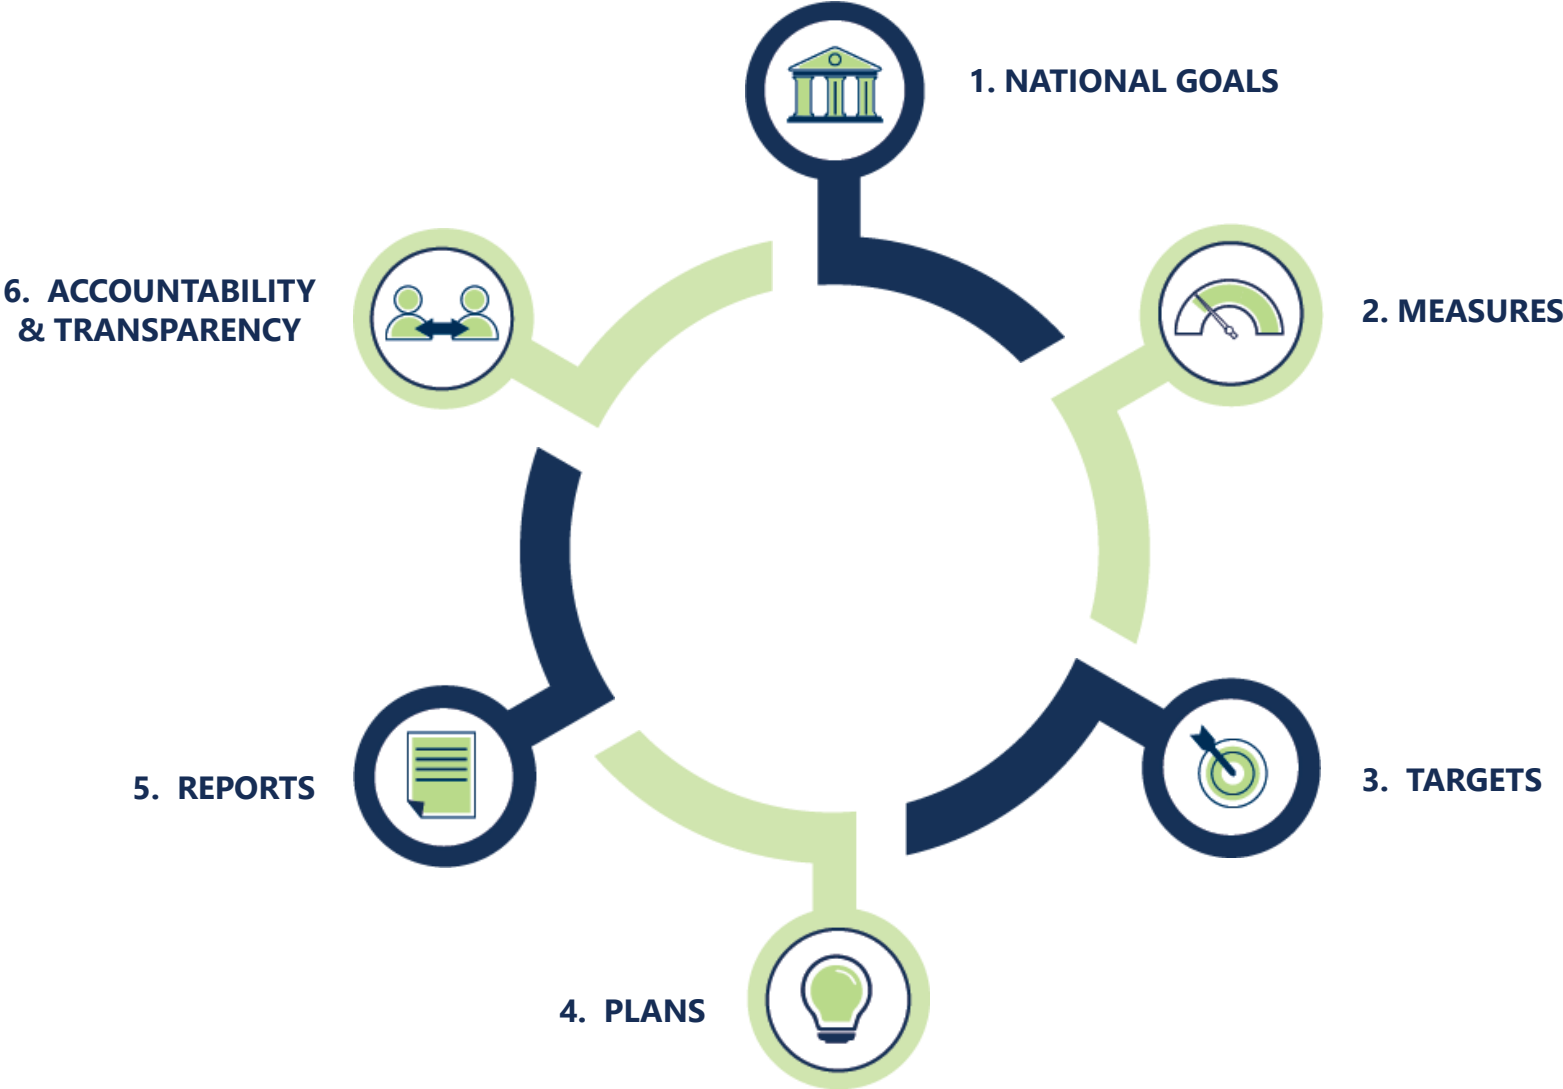 1. NATIONAL GOALS
2. MEASURES
3. TARGETS
4. PLANS
5. REPORTS
6. ACCOUNTABILITY
& TRANSPARENCY